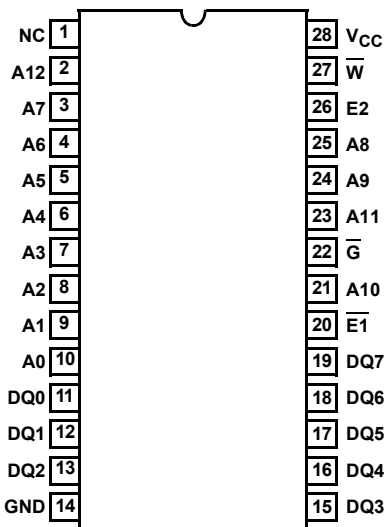 NC 1 28 VCC
A12 2 27 W̅
A7 3 26 E2
A6 4 25 A8
A5 5 24 A9
A4 6 23 A11
A3 7 22 G̅
A2 8 21 A10
A1 9 20 E̅1̅
A0 10 19 DQ7
DQ0 11 18 DQ6
DQ1 12 17 DQ5
DQ2 13 16 DQ4
GND 14 15 DQ3